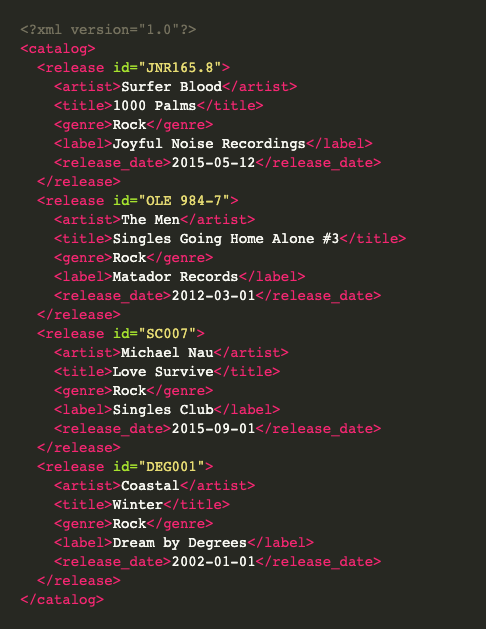 <?xml version="1.0"?>
<catalog>
  <release id="JNR165.8">
    <artist>Surfer Blood</artist>
    <title>1000 Palms</title>
    <genre>Rock</genre>
    <label>Joyful Noise Recordings</label>
    <release_date>2015-05-12</release_date>
  </release>
  <release id="OLE 984-7">
    <artist>The Men</artist>
    <title>Singles Going Home Alone #3</title>
    <genre>Rock</genre>
    <label>Matador Records</label>
    <release_date>2012-03-01</release_date>
  </release>
  <release id="SC007">
    <artist>Michael Nau</artist>
    <title>Love Survive</title>
    <genre>Rock</genre>
    <label>Singles Club</label>
    <release_date>2015-09-01</release_date>
  </release>
  <release id="DEG001">
    <artist>Coastal</artist>
    <title>Winter</title>
    <genre>Rock</genre>
    <label>Dream by Degrees</label>
    <release_date>2002-01-01</release_date>
  </release>
</catalog>